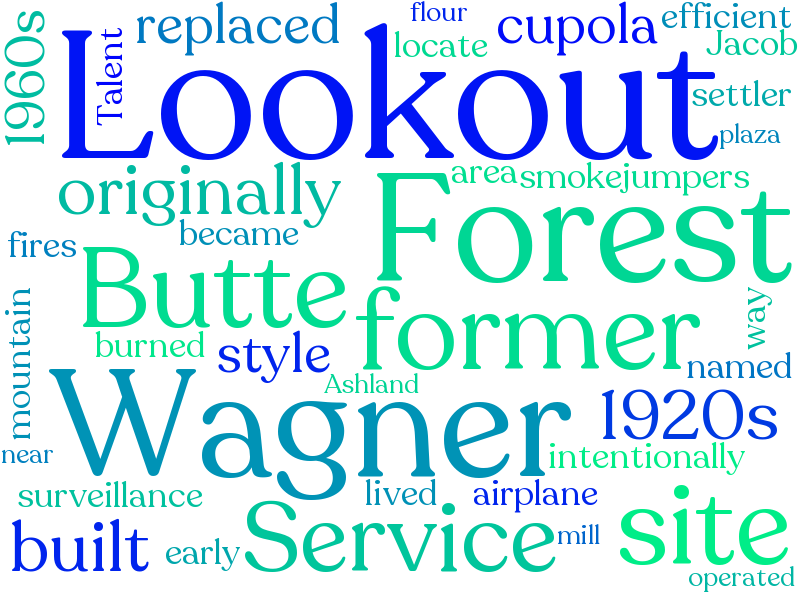 1960s
Talent
replaced
flour
locate
cupola
efficient
Jacob
Lookout
settler
plaza
originally
area
smokejumpers
became
Forest
fires
Butte
mountain
former
way
burned
style
named
Ashland
Wagner
1920s
near
intentionally
surveillance
lived
airplane
built
early
Service
mill
site
operated